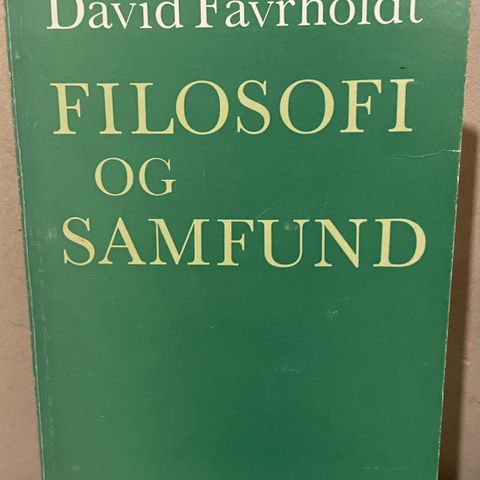 David Favrholdt
FILOSOFI
OG
SAMFUND